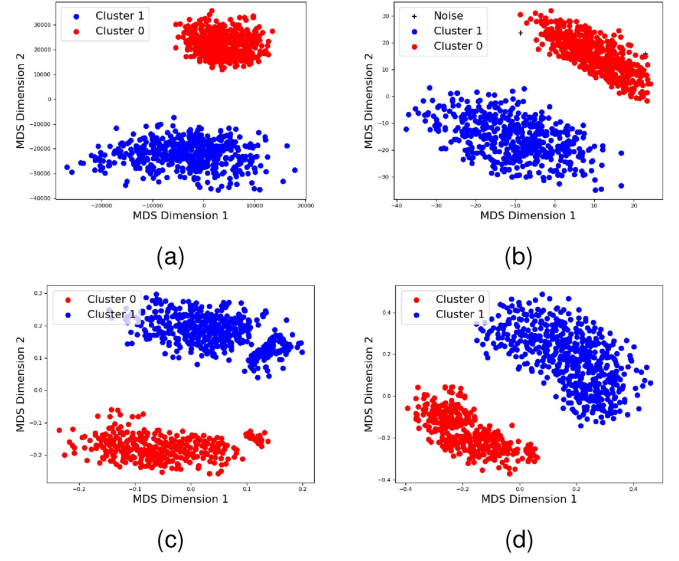 Cluster 1
Cluster 0
30000
20000
10000
0
−10000
−20000
−30000
−40000
MDS Dimension 2
−20000 −10000 0 10000 20000
MDS Dimension 1
(a)
Noise
Cluster 1
Cluster 0
30
20
10
0
−10
−20
−30
MDS Dimension 2
−40 −30 −20 −10 0 10 20
MDS Dimension 1
(b)
Cluster 0
Cluster 1
0.3
0.2
0.1
0.0
−0.1
−0.2
MDS Dimension 2
−0.2 −0.1 0.0 0.1 0.2
MDS Dimension 1
(c)
Cluster 0
Cluster 1
0.4
0.2
0.0
−0.2
−0.4
MDS Dimension 2
−0.4 −0.2 0.0 0.2 0.4
MDS Dimension 1
(d)